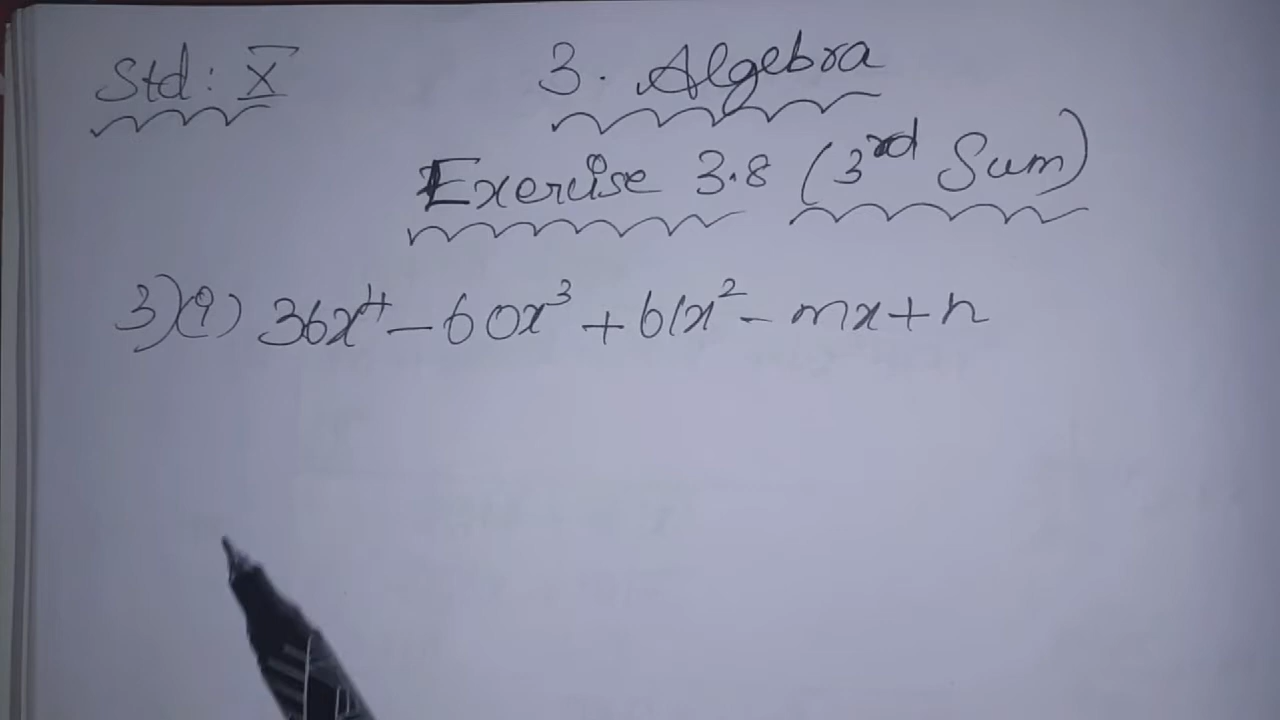 Std: X
3. Algebra
Exercise 3.8 (3rd Sum)
3)(i) 36x⁴ - 60x³ + 61x² - mx + n